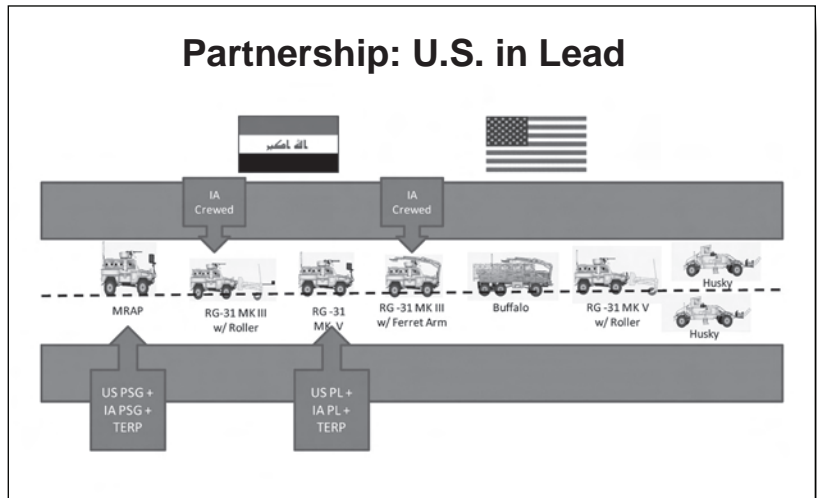 Partnership: U.S. in Lead
الله اكبر
IA
Crewed
IA
Crewed
MRAP
RG-31 MK III
w/ Roller
RG -31
MK V
RG -31 MK III
w/ Ferret Arm
Buffalo
RG -31 MK V
w/ Roller
Husky
Husky
US PSG +
IA PSG +
TERP
US PL +
IA PL +
TERP